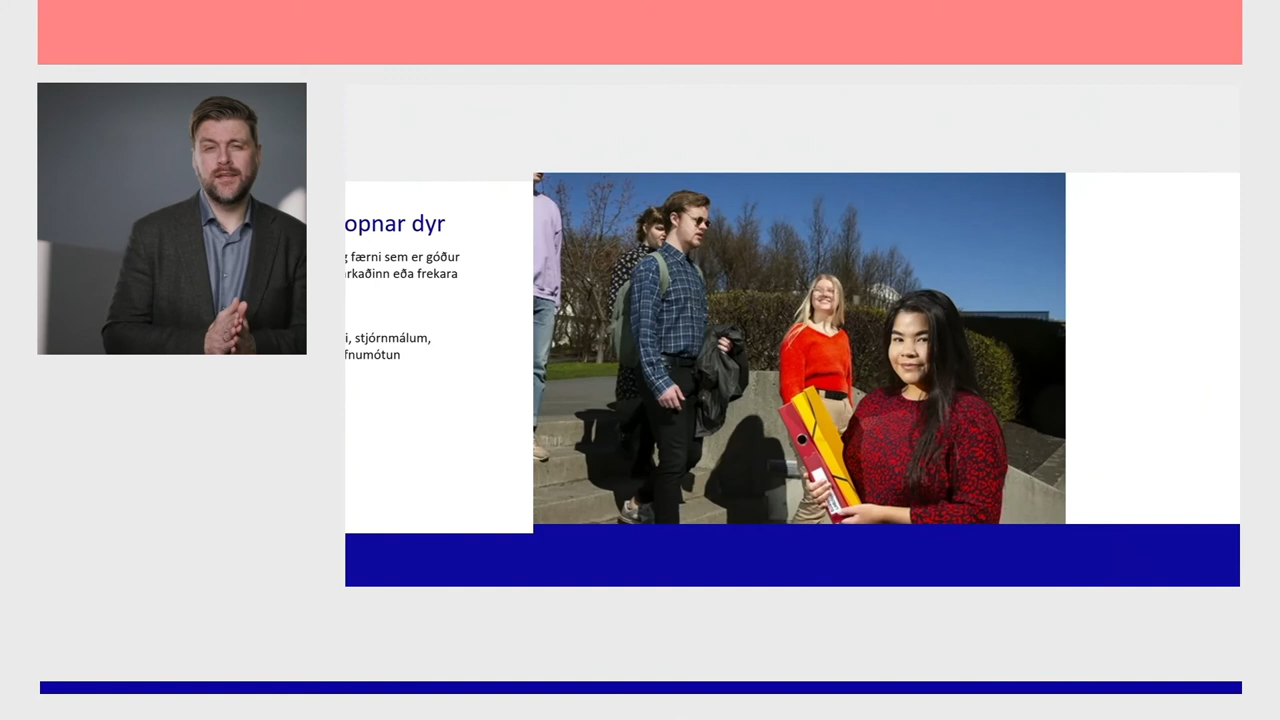 opnar dyr
færni sem er góður
rkaðinn eða frekara
i, stjórnmálum,
fnumótun